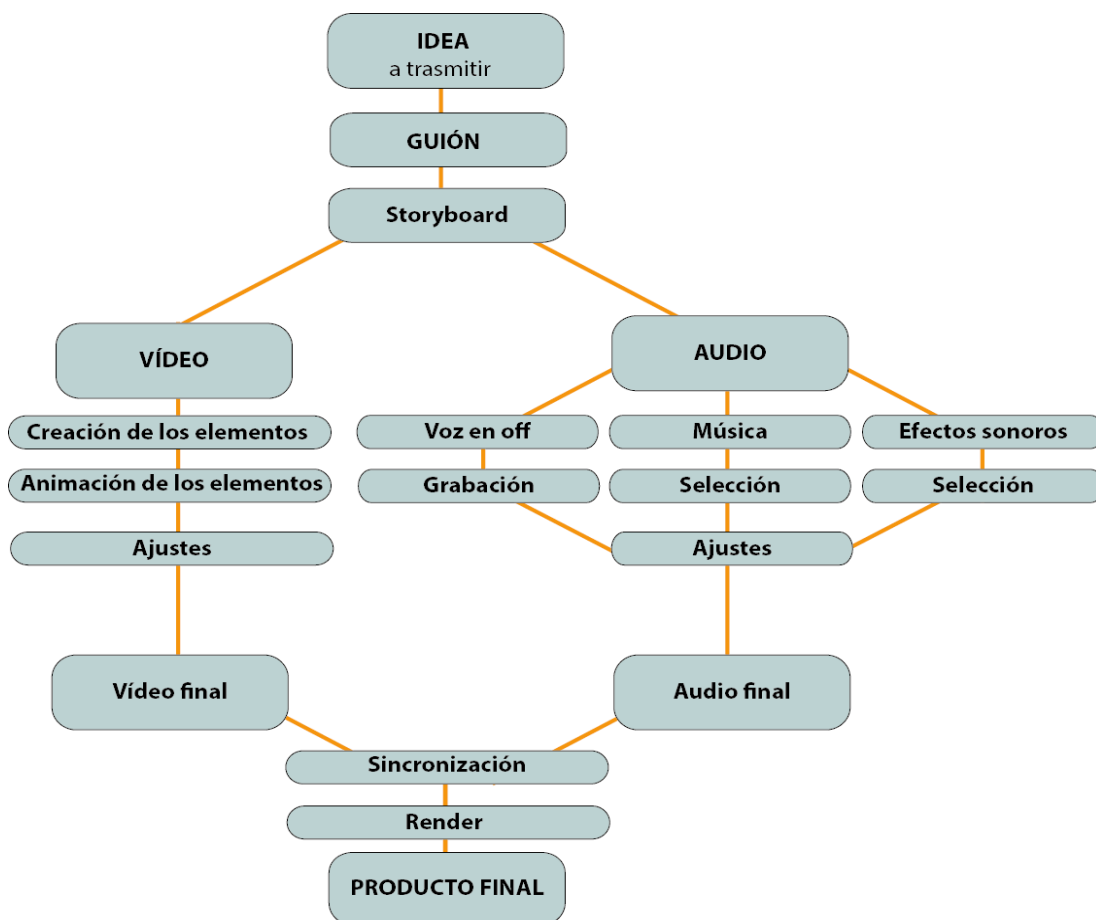 IDEA
a trasmitir
GUIÓN
Storyboard
VÍDEO
AUDIO
Creación de los elementos
Voz en off
Música
Efectos sonoros
Animación de los elementos
Grabación
Selección
Selección
Ajustes
Ajustes
Vídeo final
Audio final
Sincronización
Render
PRODUCTO FINAL